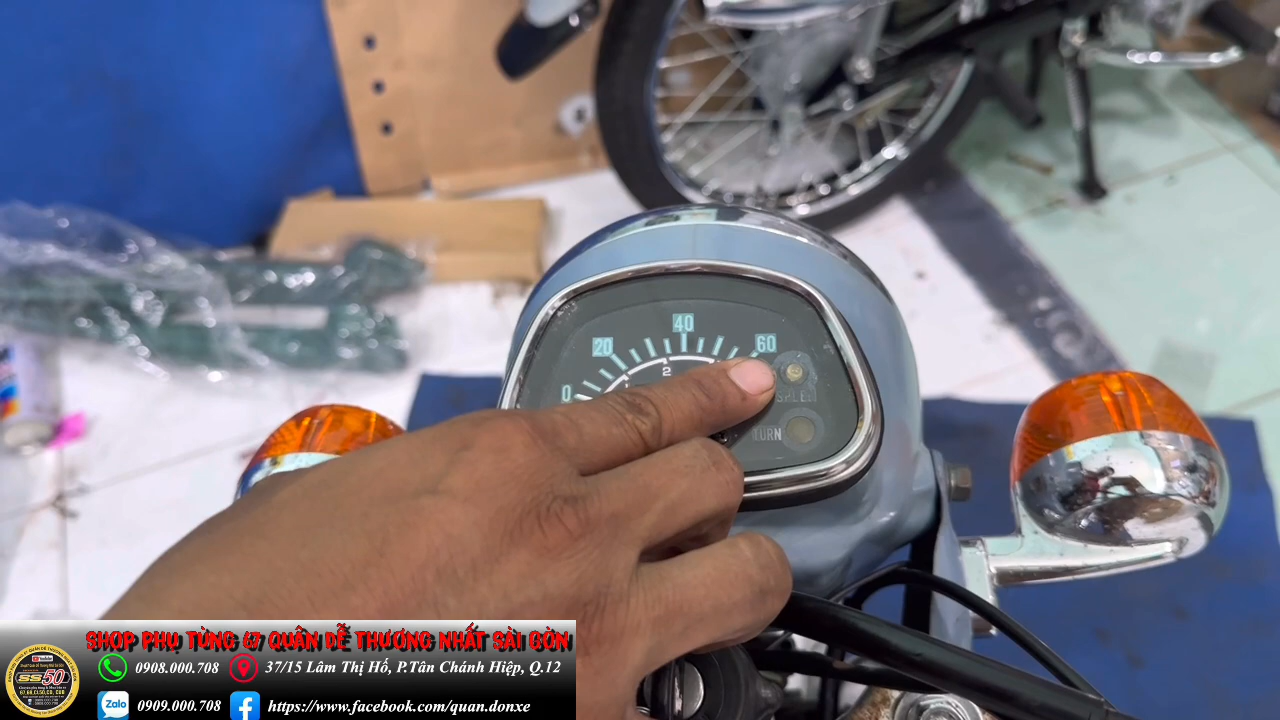 40
20
60
2
0
TURN
SHOP PHỤ TÙNG 67 QUÂN DỄ THƯƠNG NHẤT SÀI GÒN
0908.000.708
37/15 Lâm Thị Hố, P.Tân Chánh Hiệp, Q.12
SS50
Zalo
0909.000.708
https://www.facebook.com/quan.donxe